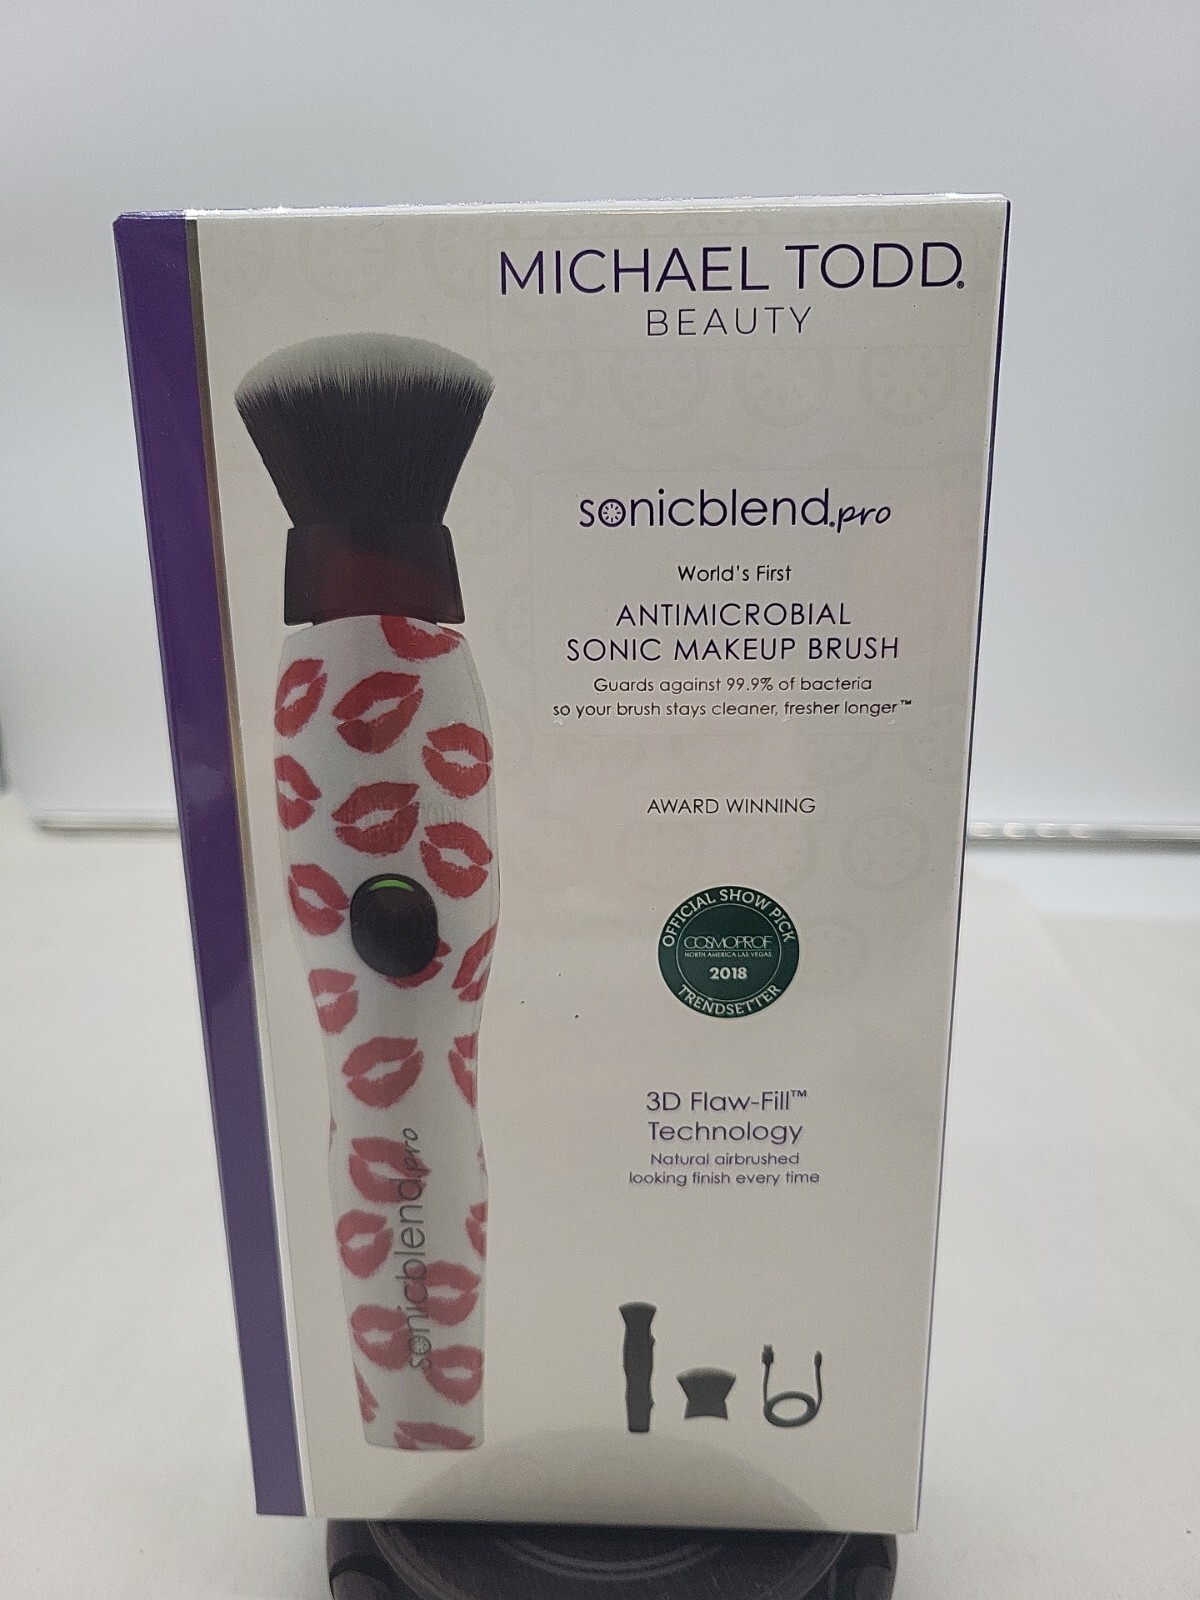 MICHAEL TODD®
BEAUTY
sonicblend.pro
World's First
ANTIMICROBIAL
SONIC MAKEUP BRUSH
Guards against 99.9% of bacteria
so your brush stays cleaner, fresher longer™
AWARD WINNING
OFFICIAL SHOW PICK
COSMOPROF
NORTH AMERICA LAS VEGAS
2018
TRENDSETTER
3D Flaw-Fill™
Technology
Natural airbrushed
looking finish every time
sonicblend.pro